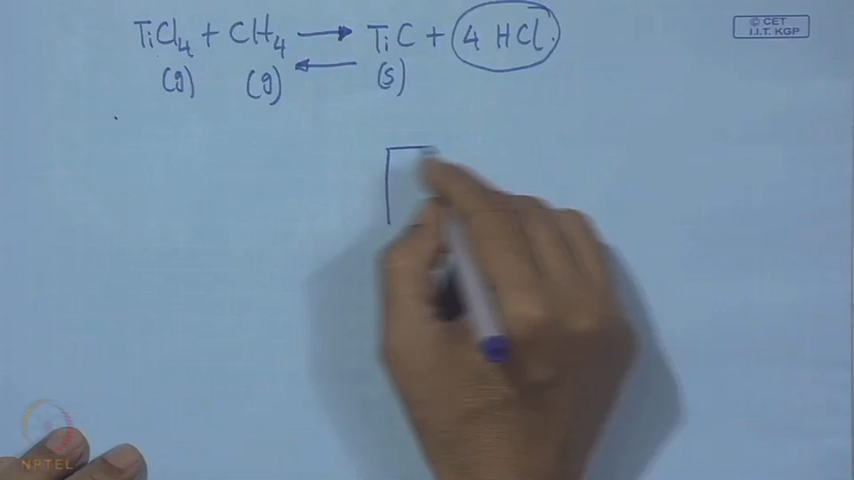 TiCl4 + CH4 ⇌ TiC + 4 HCl.
(g) (g) (s)
© CET
I.I.T. KGP
NPTEL